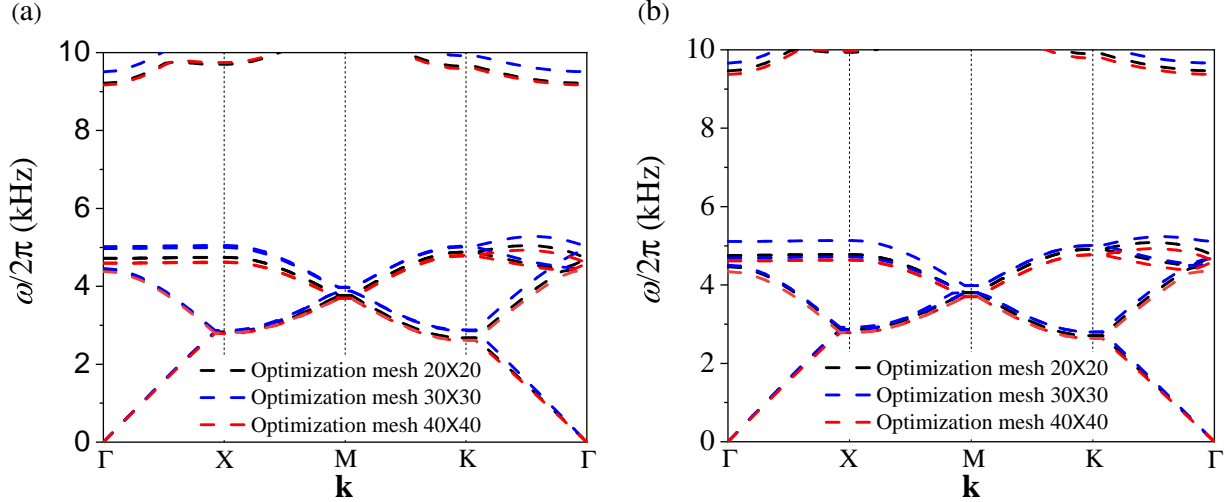 (a)
10
8
6
4
2
0
ω/2π (kHz)
Optimization mesh 20X20
Optimization mesh 30X30
Optimization mesh 40X40
Γ X M K Γ
k
(b)
10
8
6
4
2
0
ω/2π (kHz)
Optimization mesh 20X20
Optimization mesh 30X30
Optimization mesh 40X40
Γ X M K Γ
k